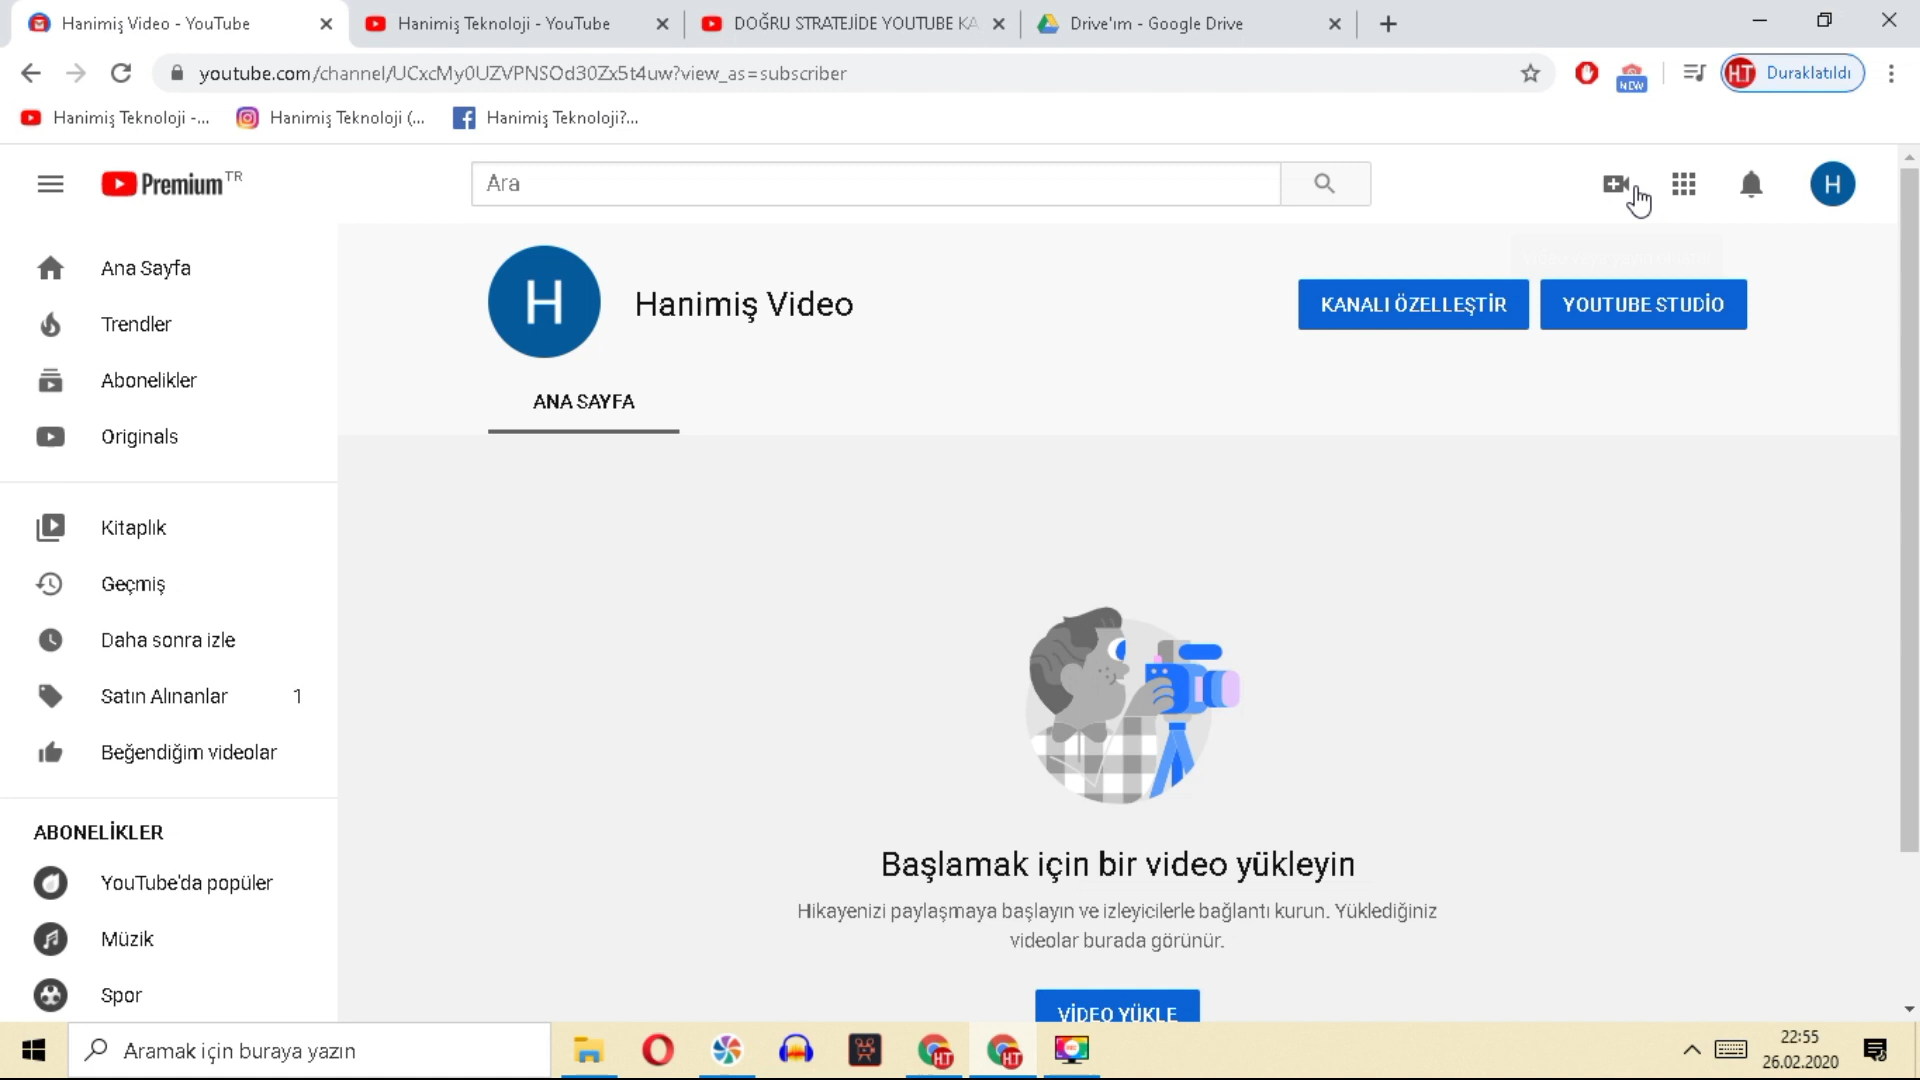 Hanimiş Video - YouTube
Hanimiş Teknoloji - YouTube
DOĞRU STRATEJİDE YOUTUBE KA
Drive'ım - Google Drive
youtube.com/channel/UCxcMy0UZVPNSOd30Zx5t4uw?view_as=subscriber
NEW
HT
Duraklatıldı
Hanimiş Teknoloji -...
Hanimiş Teknoloji (...
Hanimiş Teknoloji?...
Premium TR
Ara
H
Ana Sayfa
Trendler
Abonelikler
Originals
Kitaplık
Geçmiş
Daha sonra izle
Satın Alınanlar 1
Beğendiğim videolar
ABONELİKLER
YouTube'da popüler
Müzik
Spor
H
Hanimiş Video
KANALI ÖZELLEŞTİR
YOUTUBE STUDİO
ANA SAYFA
Başlamak için bir video yükleyin
Hikayenizi paylaşmaya başlayın ve izleyicilerle bağlantı kurun. Yüklediğiniz
videolar burada görünür.
VİDEO YÜKLE
Aramak için buraya yazın
HT
HT
22:55
26.02.2020